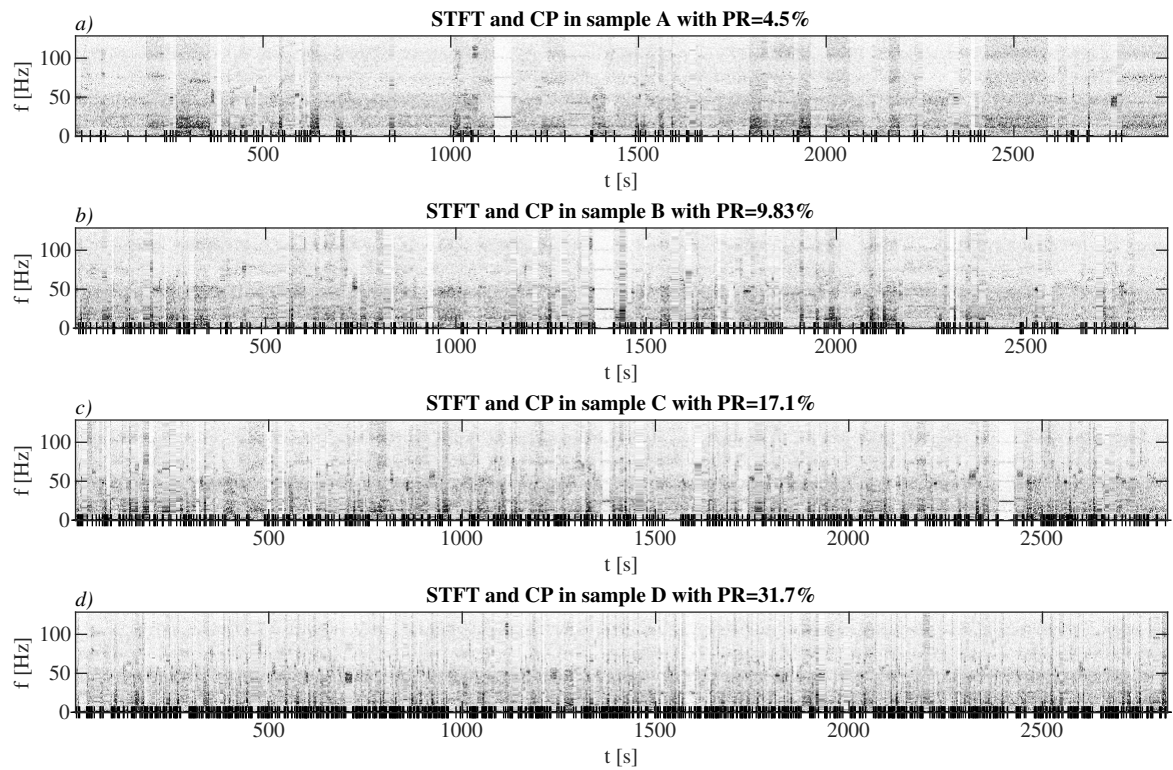 a)
STFT and CP in sample A with PR=4.5%
f [Hz]
100
50
0
500 1000 1500 2000 2500
t [s]
b)
STFT and CP in sample B with PR=9.83%
f [Hz]
100
50
0
500 1000 1500 2000 2500
t [s]
c)
STFT and CP in sample C with PR=17.1%
f [Hz]
100
50
0
500 1000 1500 2000 2500
t [s]
d)
STFT and CP in sample D with PR=31.7%
f [Hz]
100
50
0
500 1000 1500 2000 2500
t [s]